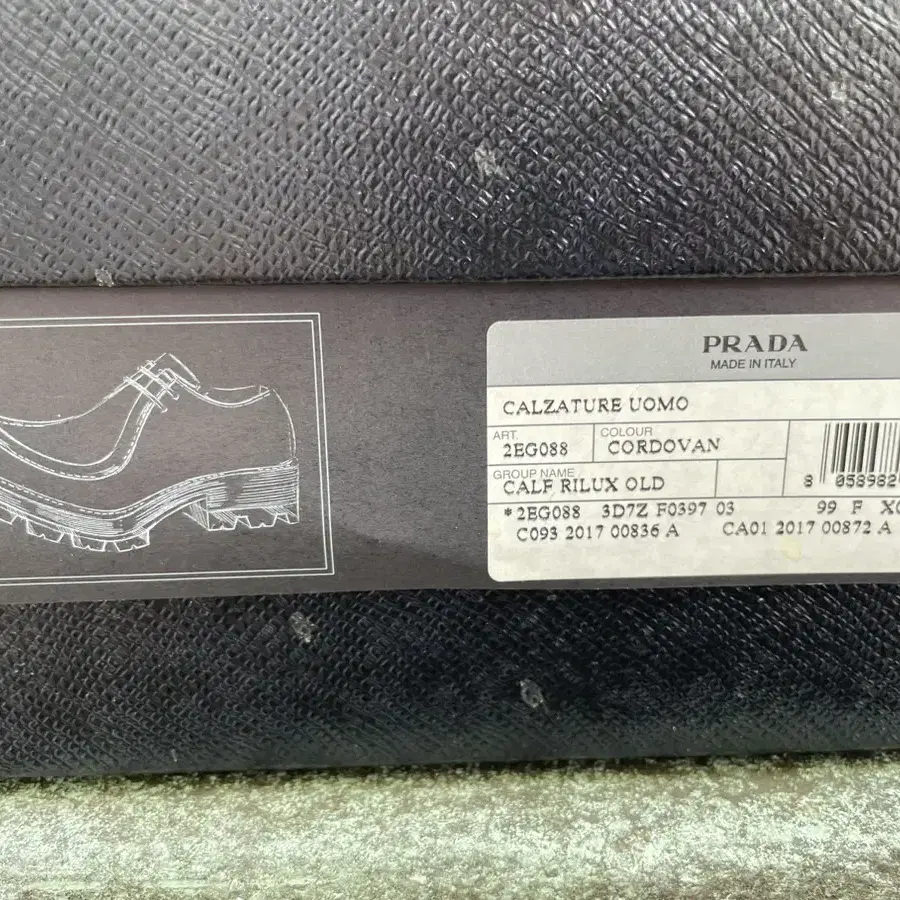 PRADA
MADE IN ITALY
CALZATURE UOMO
ART. COLOUR
2EG088 CORDOVAN
GROUP NAME
CALF RILUX OLD
8 058982
*2EG088 3D7Z F0397 03 99 F
C093 2017 00836 A CA01 2017 00872 A